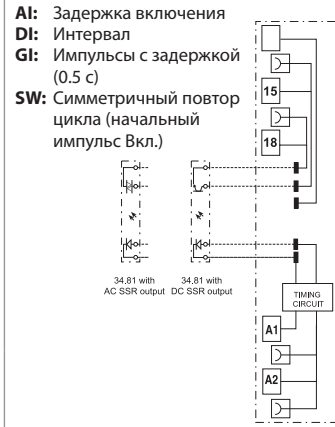 AI: Задержка включения
DI: Интервал
GI: Импульсы с задержкой
(0.5 с)
SW: Симметричный повтор
цикла (начальный
импульс Вкл.)
15
18
34.81 with
AC SSR output
34.81 with
DC SSR output
TIMING
CIRCUIT
A1
A2